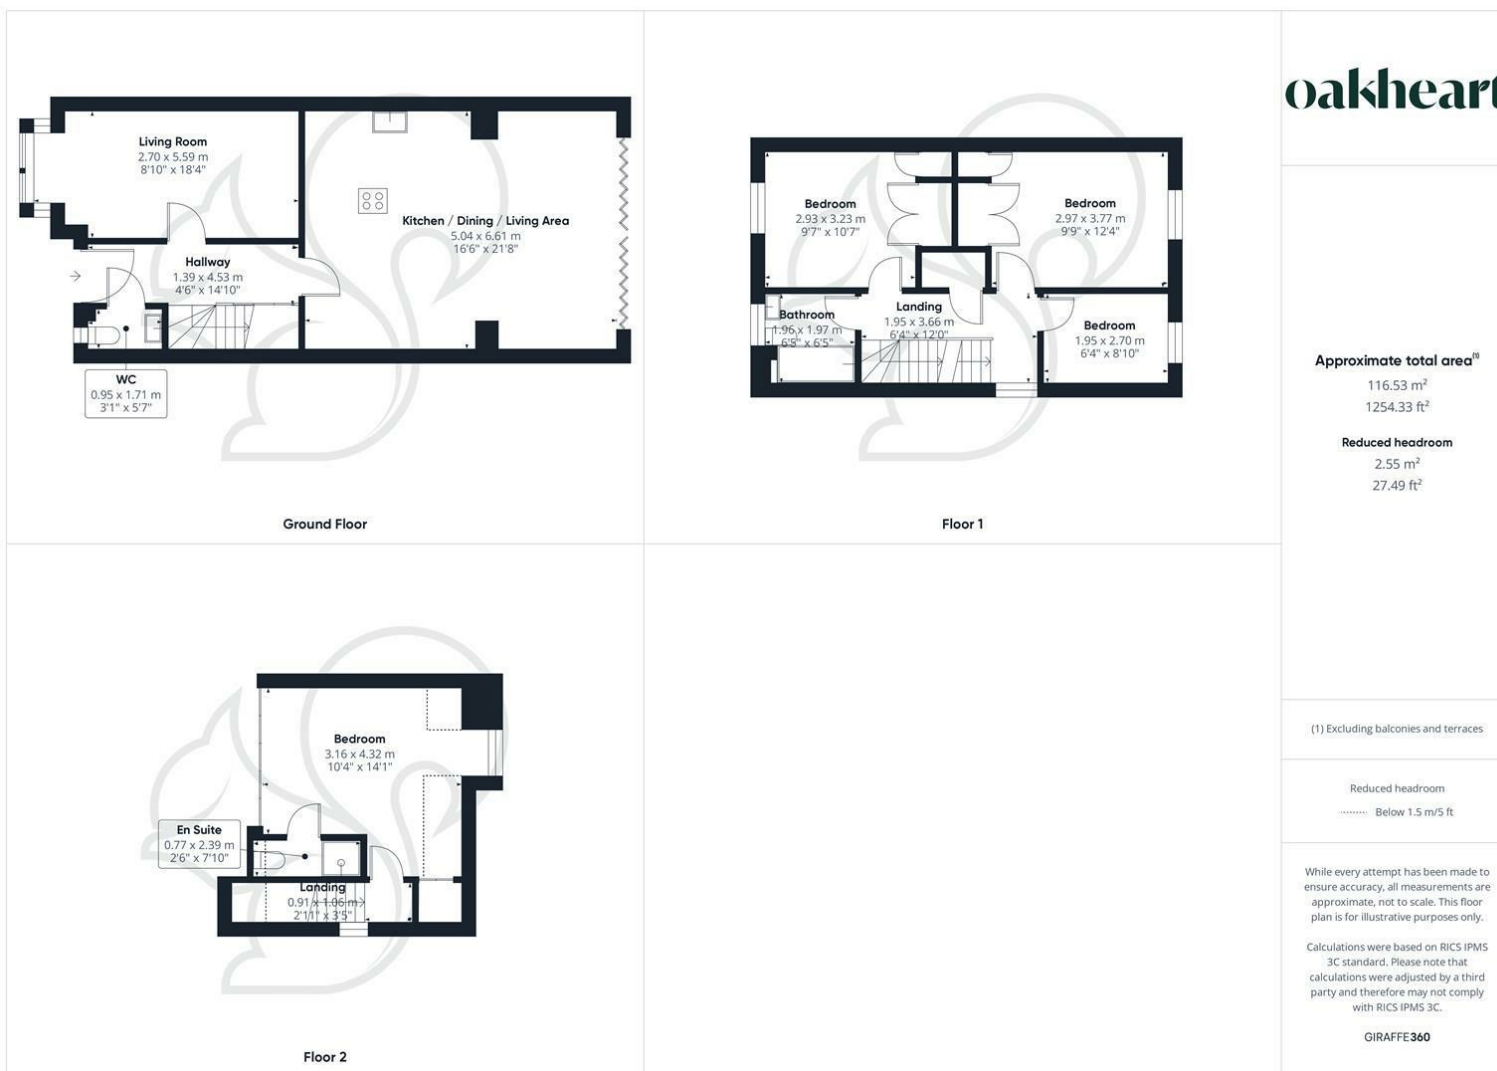 Living Room
2.70 x 5.59 m
8'10" x 18'4"
Kitchen / Dining / Living Area
5.04 x 6.61 m
16'6" x 21'8"
Hallway
1.39 x 4.53 m
4'6" x 14'10"
WC
0.95 x 1.71 m
3'1" x 5'7"
Ground Floor
Bedroom
2.93 x 3.23 m
9'7" x 10'7"
Bedroom
2.97 x 3.77 m
9'9" x 12'4"
Bathroom
1.96 x 1.97 m
6'5" x 6'5"
Landing
1.95 x 3.66 m
6'4" x 12'0"
Bedroom
1.95 x 2.70 m
6'4" x 8'10"
Floor 1
Bedroom
3.16 x 4.32 m
10'4" x 14'1"
En Suite
0.77 x 2.39 m
2'6" x 7'10"
Landing
0.91 x 1.06 m
2'11" x 3'5"
Floor 2
oakheart
Approximate total area⁽¹⁾
116.53 m²
1254.33 ft²
Reduced headroom
2.55 m²
27.49 ft²
(1) Excluding balconies and terraces
Reduced headroom
Below 1.5 m/5 ft
While every attempt has been made to
ensure accuracy, all measurements are
approximate, not to scale. This floor
plan is for illustrative purposes only.
Calculations were based on RICS IPMS
3C standard. Please note that
calculations were adjusted by a third
party and therefore may not comply
with RICS IPMS 3C.
GIRAFFE360